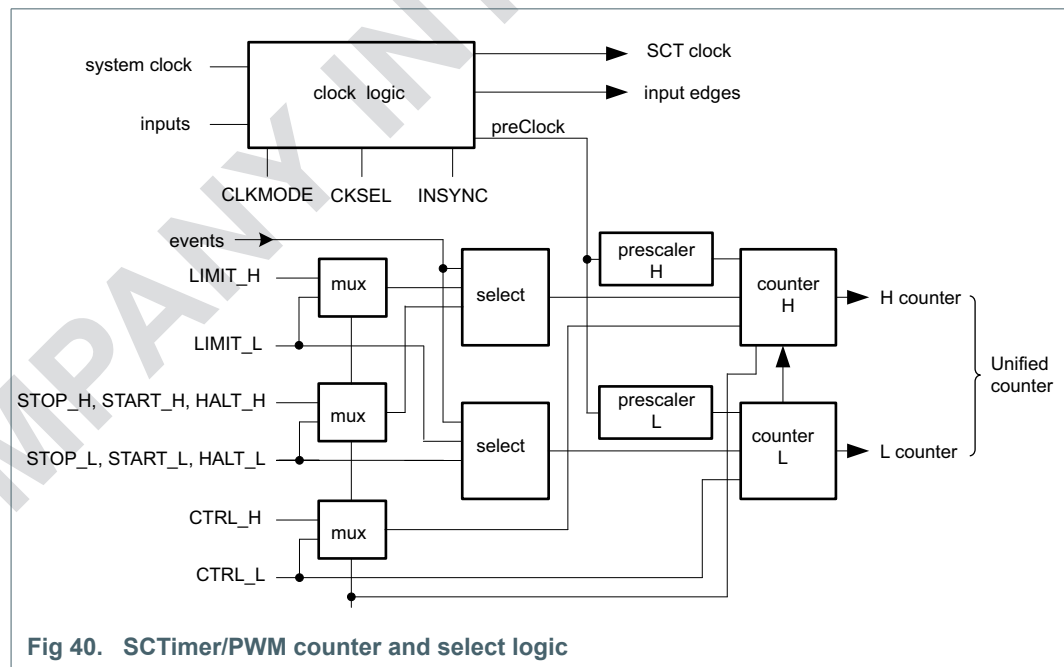 SCT clock
system clock
clock logic
input edges
inputs
preClock
CLKMODE CKSEL INSYNC
events
prescaler
H
LIMIT_H
mux
select
counter
H
H counter
LIMIT_L
Unified
counter
STOP_H, START_H, HALT_H
mux
prescaler
L
select
counter
L
L counter
STOP_L, START_L, HALT_L
CTRL_H
mux
CTRL_L
Fig 40. SCTimer/PWM counter and select logic